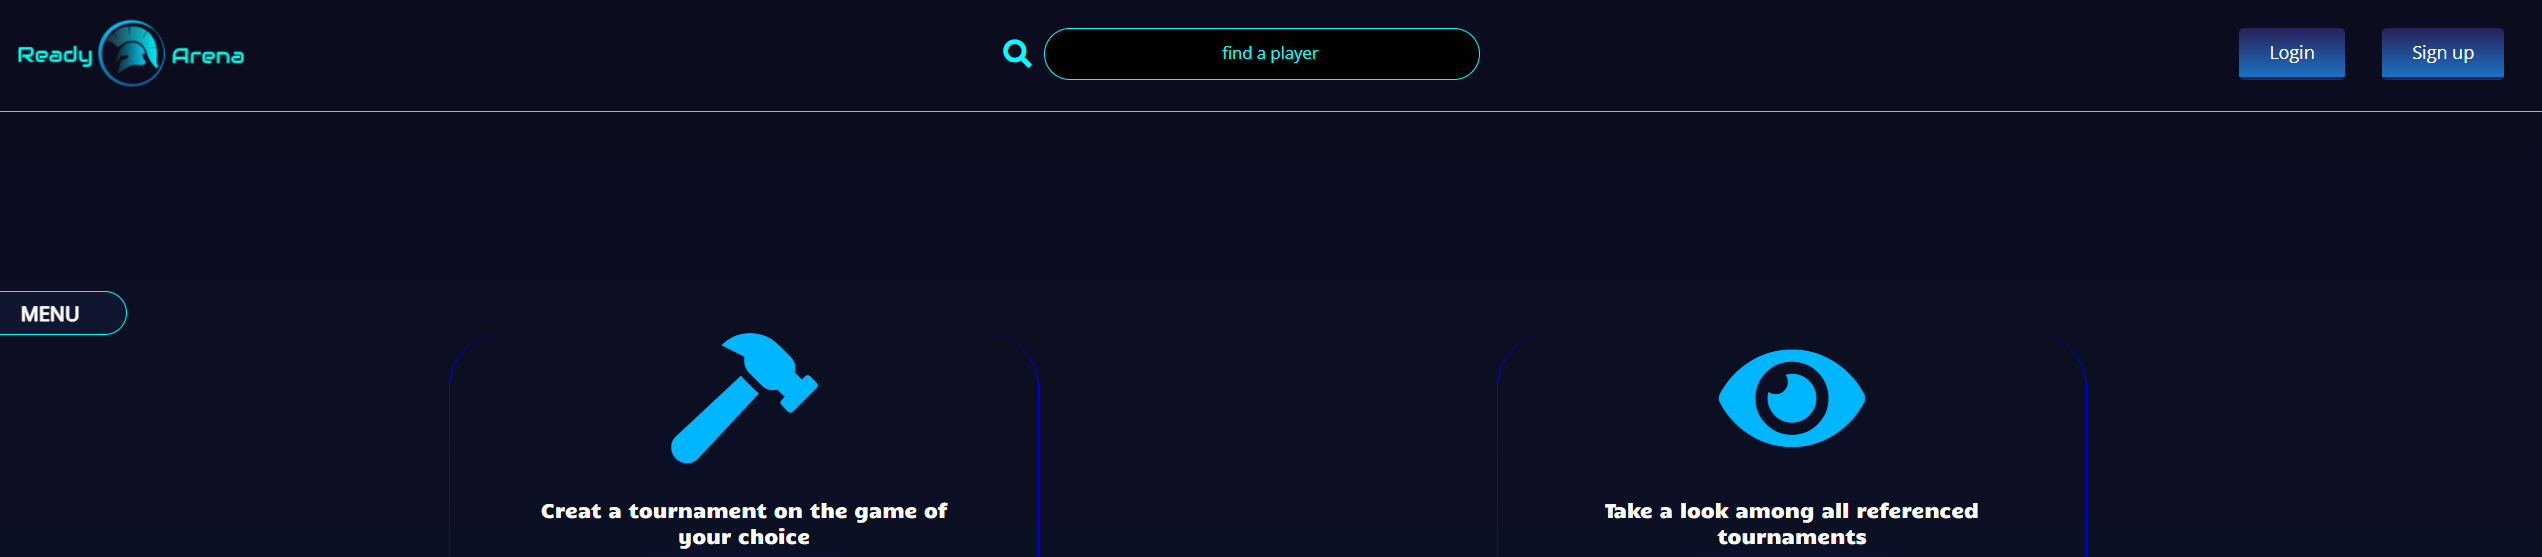 Ready Arena
find a player
Login
Sign up
MENU
Creat a tournament on the game of
your choice
Take a look among all referenced
tournaments